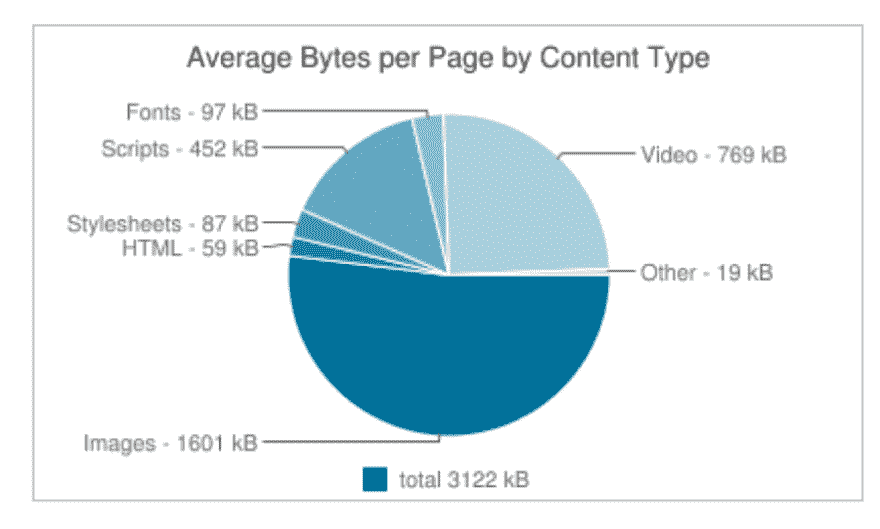 Average Bytes per Page by Content Type
Fonts - 97 kB
Scripts - 452 kB
Video - 769 kB
Stylesheets - 87 kB
HTML - 59 kB
Other - 19 kB
Images - 1601 kB
total 3122 kB